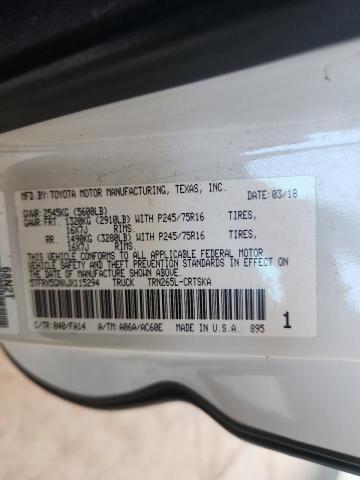 MFD.BY: TOYOTA MOTOR MANUFACTURING, TEXAS, INC. DATE: 03/18
GVWR: 2545KG (5600LB)
GAWR: FRT. 1320KG (2910LB) WITH P245/75R16 TIRES,
16X7J RIMS.
RR. 1490KG (3280LB) WITH P245/75R16 TIRES,
16X7J RIMS.
THIS VEHICLE CONFORMS TO ALL APPLICABLE FEDERAL MOTOR
VEHICLE SAFETY AND THEFT PREVENTION STANDARDS IN EFFECT ON
THE DATE OF MANUFACTURE SHOWN ABOVE.
5TFRX5GNXJX115294 TRUCK TRN265L-CRTSKA
C/TR: 040/FA14 A/TM: A06A/AC60E MADE IN U.S.A. 895 1